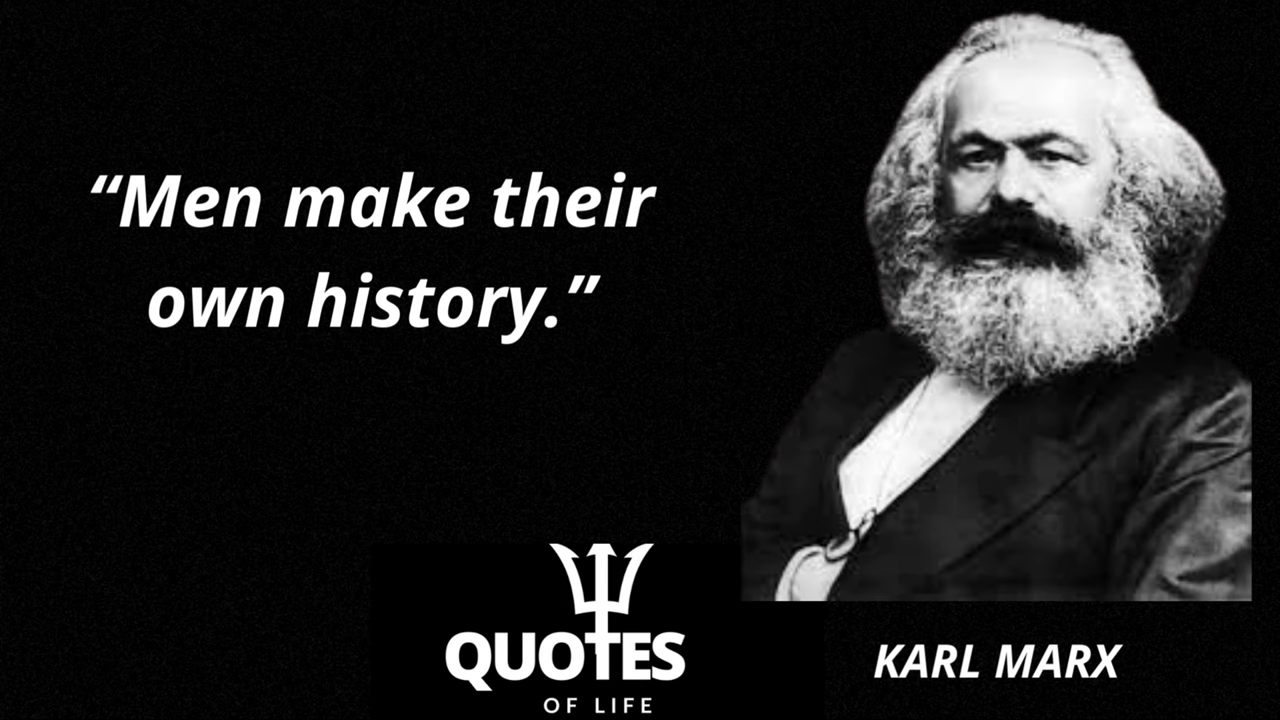 “Men make their
own history.”
QUOTES
OF LIFE
KARL MARX